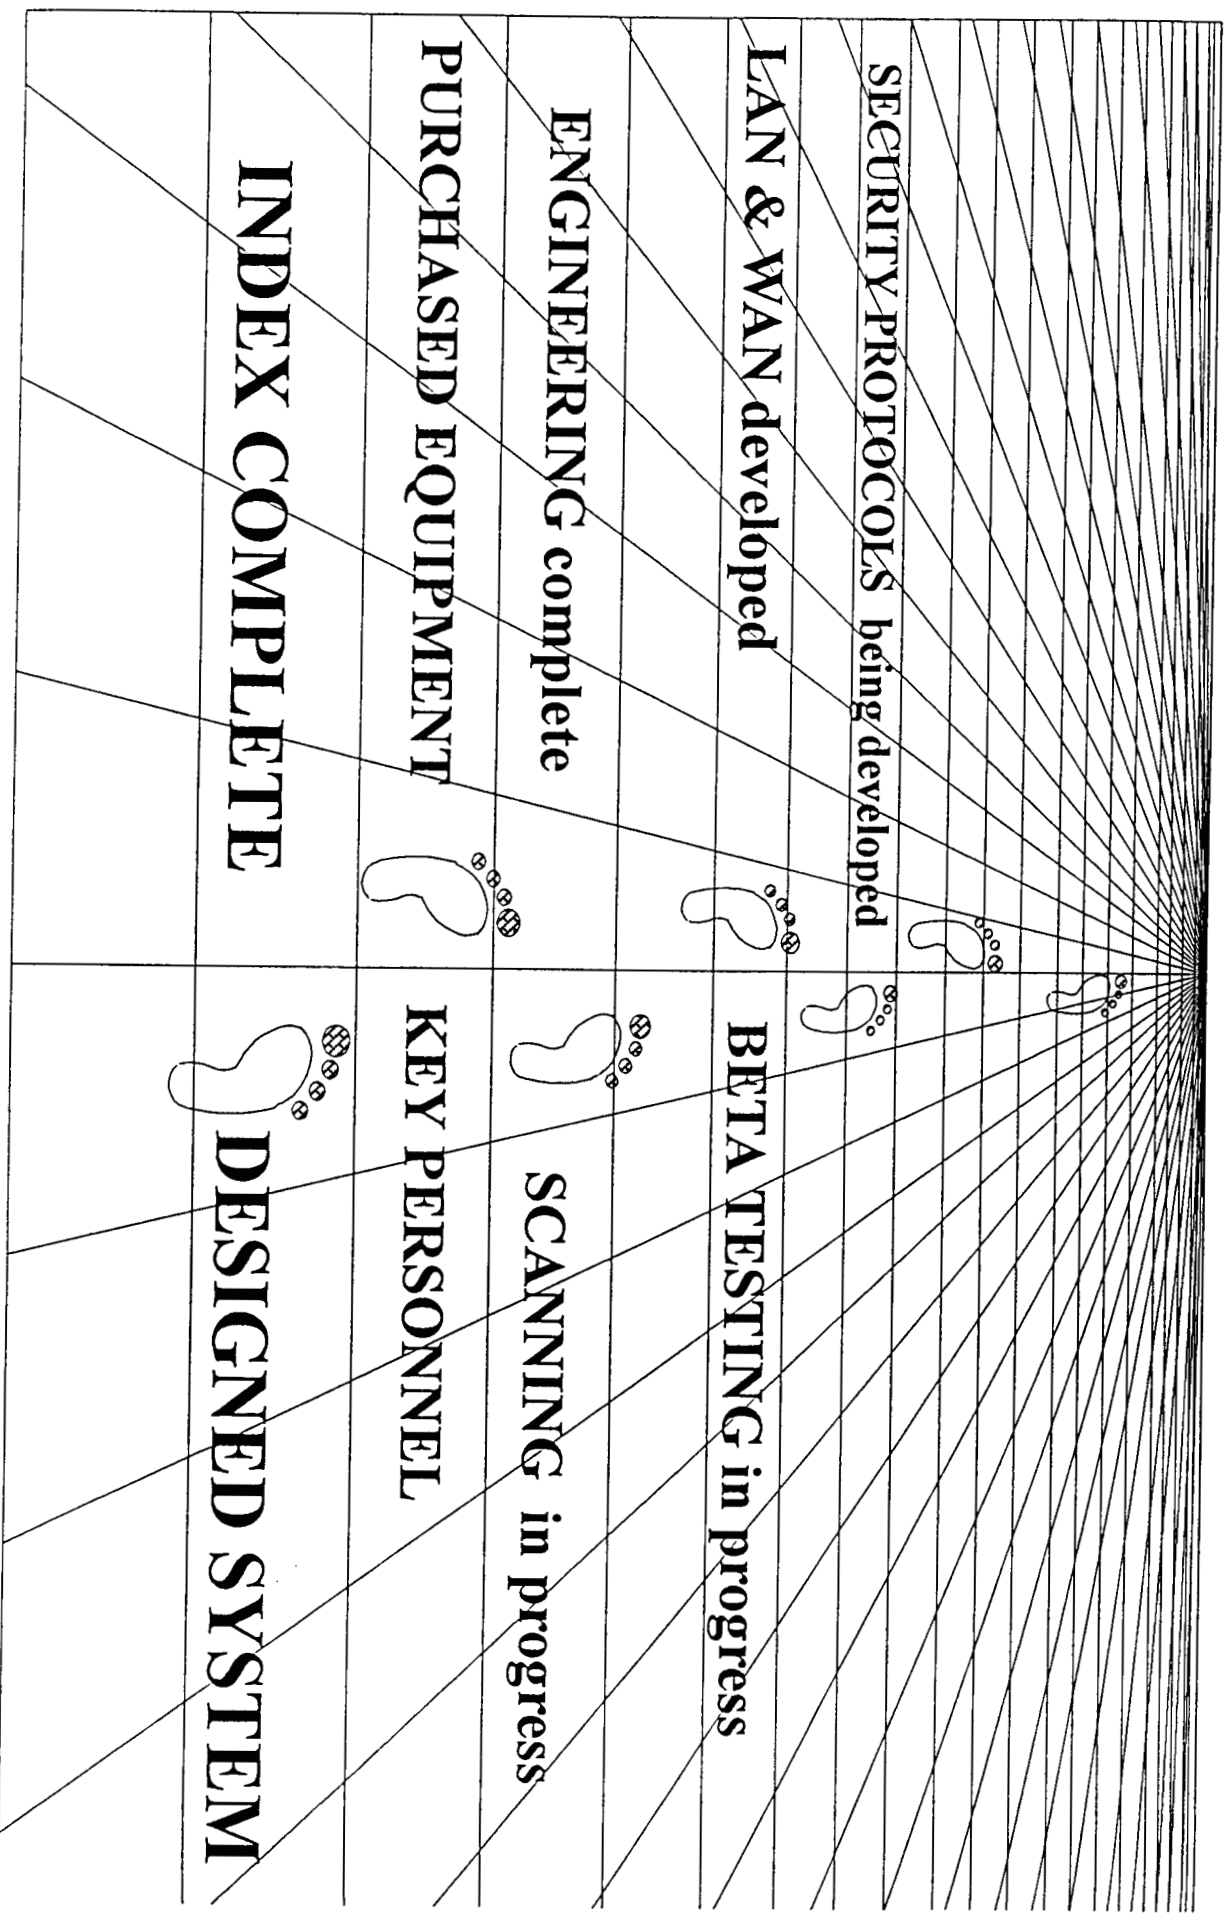 SECURITY PROTOCOLS being developed
LAN & WAN developed
BETA TESTING in progress
ENGINEERING complete
SCANNING in progress
PURCHASED EQUIPMENT
KEY PERSONNEL
INDEX COMPLETE
DESIGNED SYSTEM